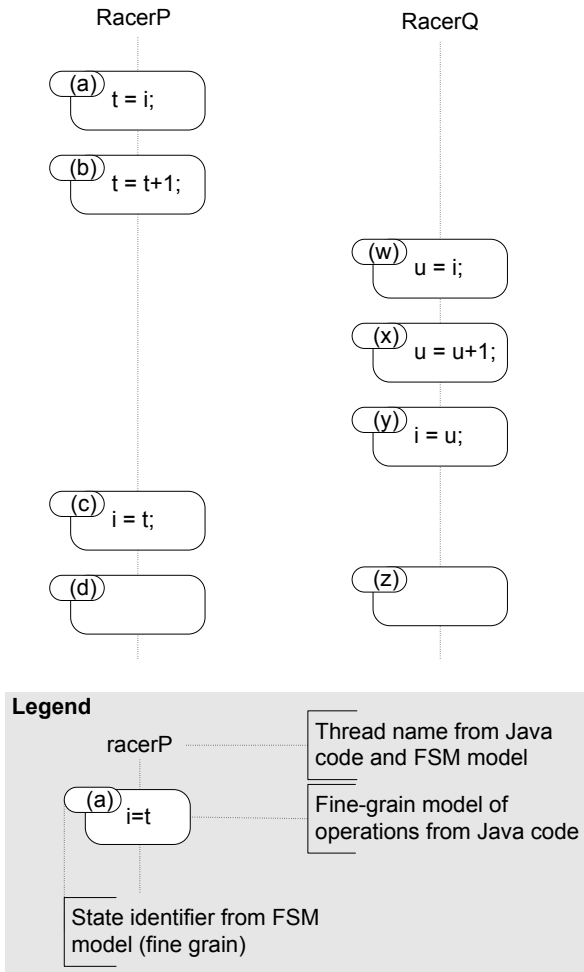 RacerP
RacerQ
(a)
t = i;
(b)
t = t+1;
(w)
u = i;
(x)
u = u+1;
(y)
i = u;
(c)
i = t;
(d)
(z)
Legend
racerP
Thread name from Java
code and FSM model
(a)
i=t
Fine-grain model of
operations from Java code
State identifier from FSM
model (fine grain)